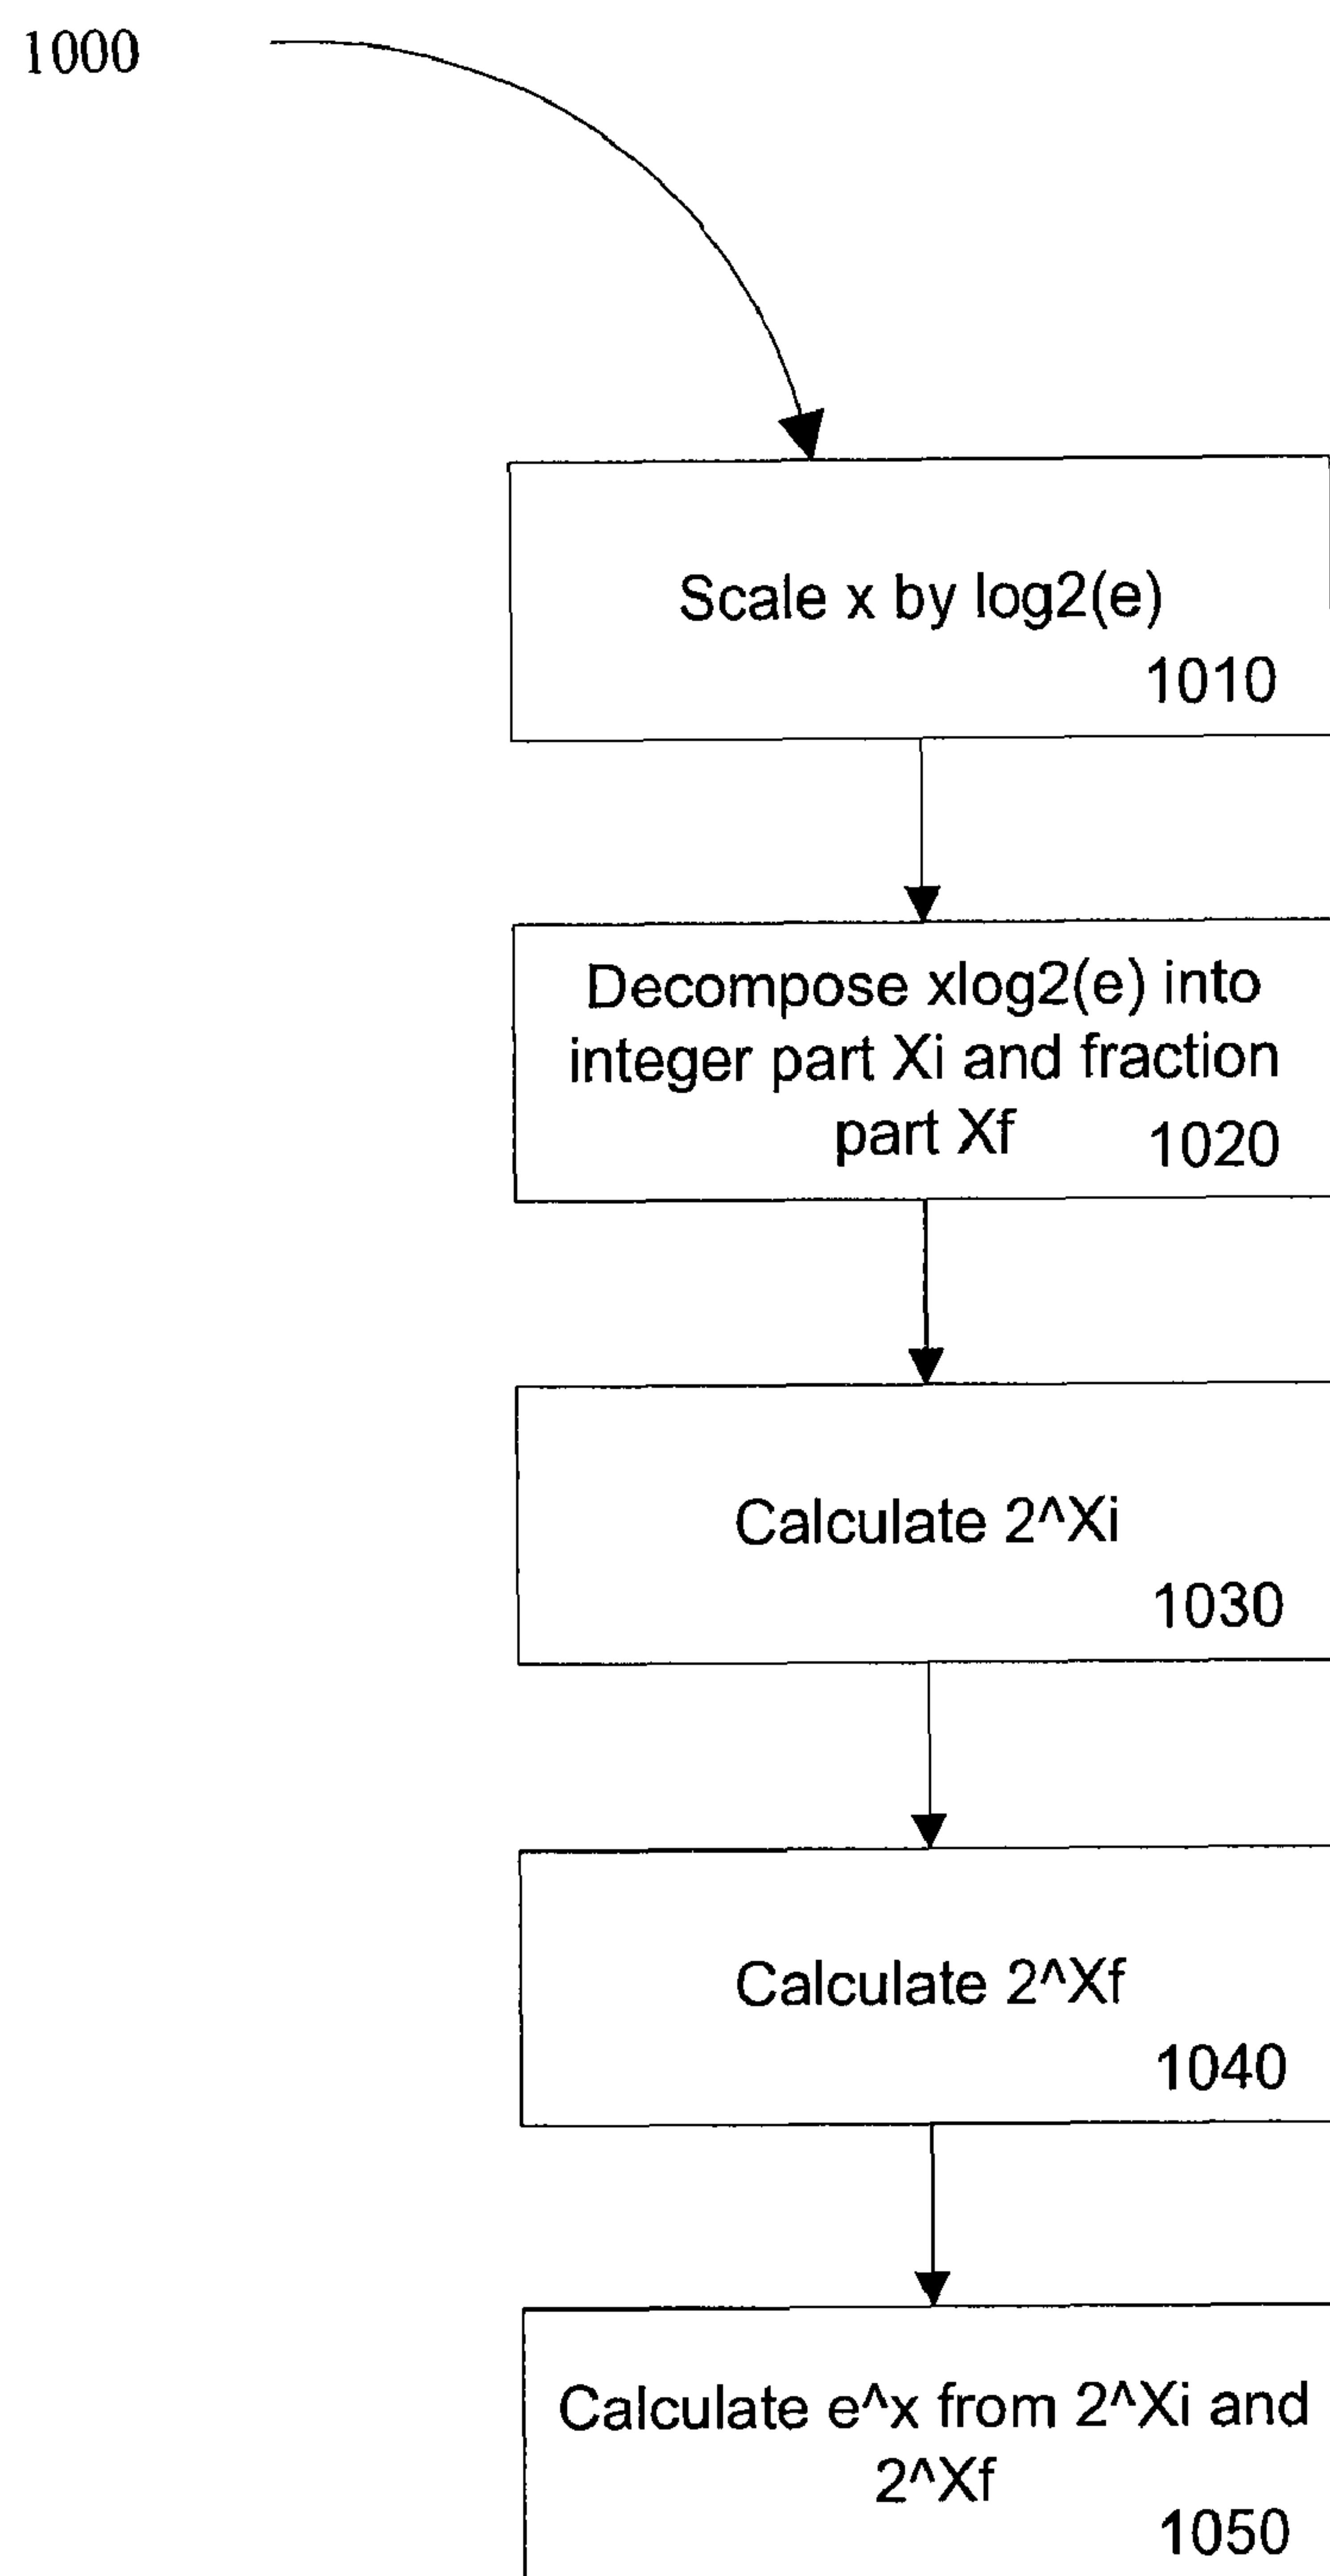 1000
Scale x by log2(e)
1010
Decompose xlog2(e) into
integer part Xi and fraction
part Xf 1020
Calculate 2^Xi
1030
Calculate 2^Xf
1040
Calculate e^x from 2^Xi and
2^Xf
1050